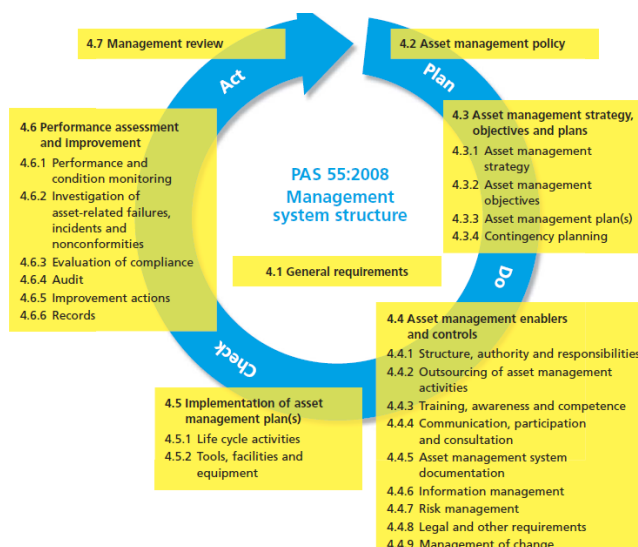 4.7 Management review
4.2 Asset management policy
Act
Plan
4.3 Asset management strategy,
objectives and plans
4.3.1 Asset management
strategy
4.3.2 Asset management
objectives
4.3.3 Asset management plan(s)
4.3.4 Contingency planning
4.6 Performance assessment
and improvement
4.6.1 Performance and
condition monitoring
4.6.2 Investigation of
asset-related failures,
incidents and
nonconformities
4.6.3 Evaluation of compliance
4.6.4 Audit
4.6.5 Improvement actions
4.6.6 Records
PAS 55:2008
Management
system structure
4.1 General requirements
Do
Check
4.4 Asset management enablers
and controls
4.4.1 Structure, authority and responsibilities
4.4.2 Outsourcing of asset management
activities
4.4.3 Training, awareness and competence
4.4.4 Communication, participation
and consultation
4.4.5 Asset management system
documentation
4.4.6 Information management
4.4.7 Risk management
4.4.8 Legal and other requirements
4.4.9 Management of change
4.5 Implementation of asset
management plan(s)
4.5.1 Life cycle activities
4.5.2 Tools, facilities and
equipment